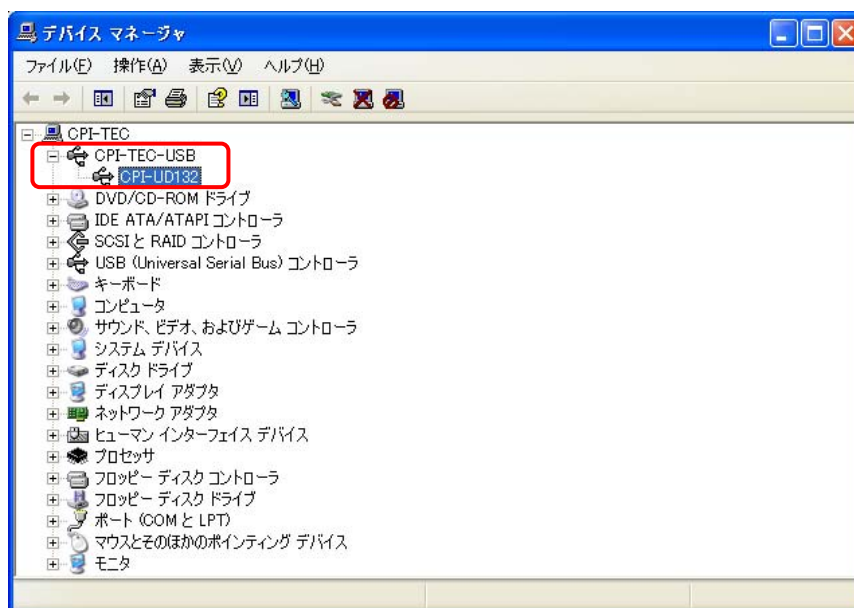 デバイス マネージャ
ファイル(F) 操作(A) 表示(V) ヘルプ(H)
CPI-TEC
CPI-TEC-USB
CPI-UD132
DVD/CD-ROM ドライブ
IDE ATA/ATAPI コントローラ
SCSI と RAID コントローラ
USB (Universal Serial Bus) コントローラ
キーボード
コンピュータ
サウンド、ビデオ、およびゲーム コントローラ
システム デバイス
ディスク ドライブ
ディスプレイ アダプタ
ネットワーク アダプタ
ヒューマン インターフェイス デバイス
プロセッサ
フロッピー ディスク コントローラ
フロッピー ディスク ドライブ
ポート (COM と LPT)
マウスとそのほかのポインティング デバイス
モニタ